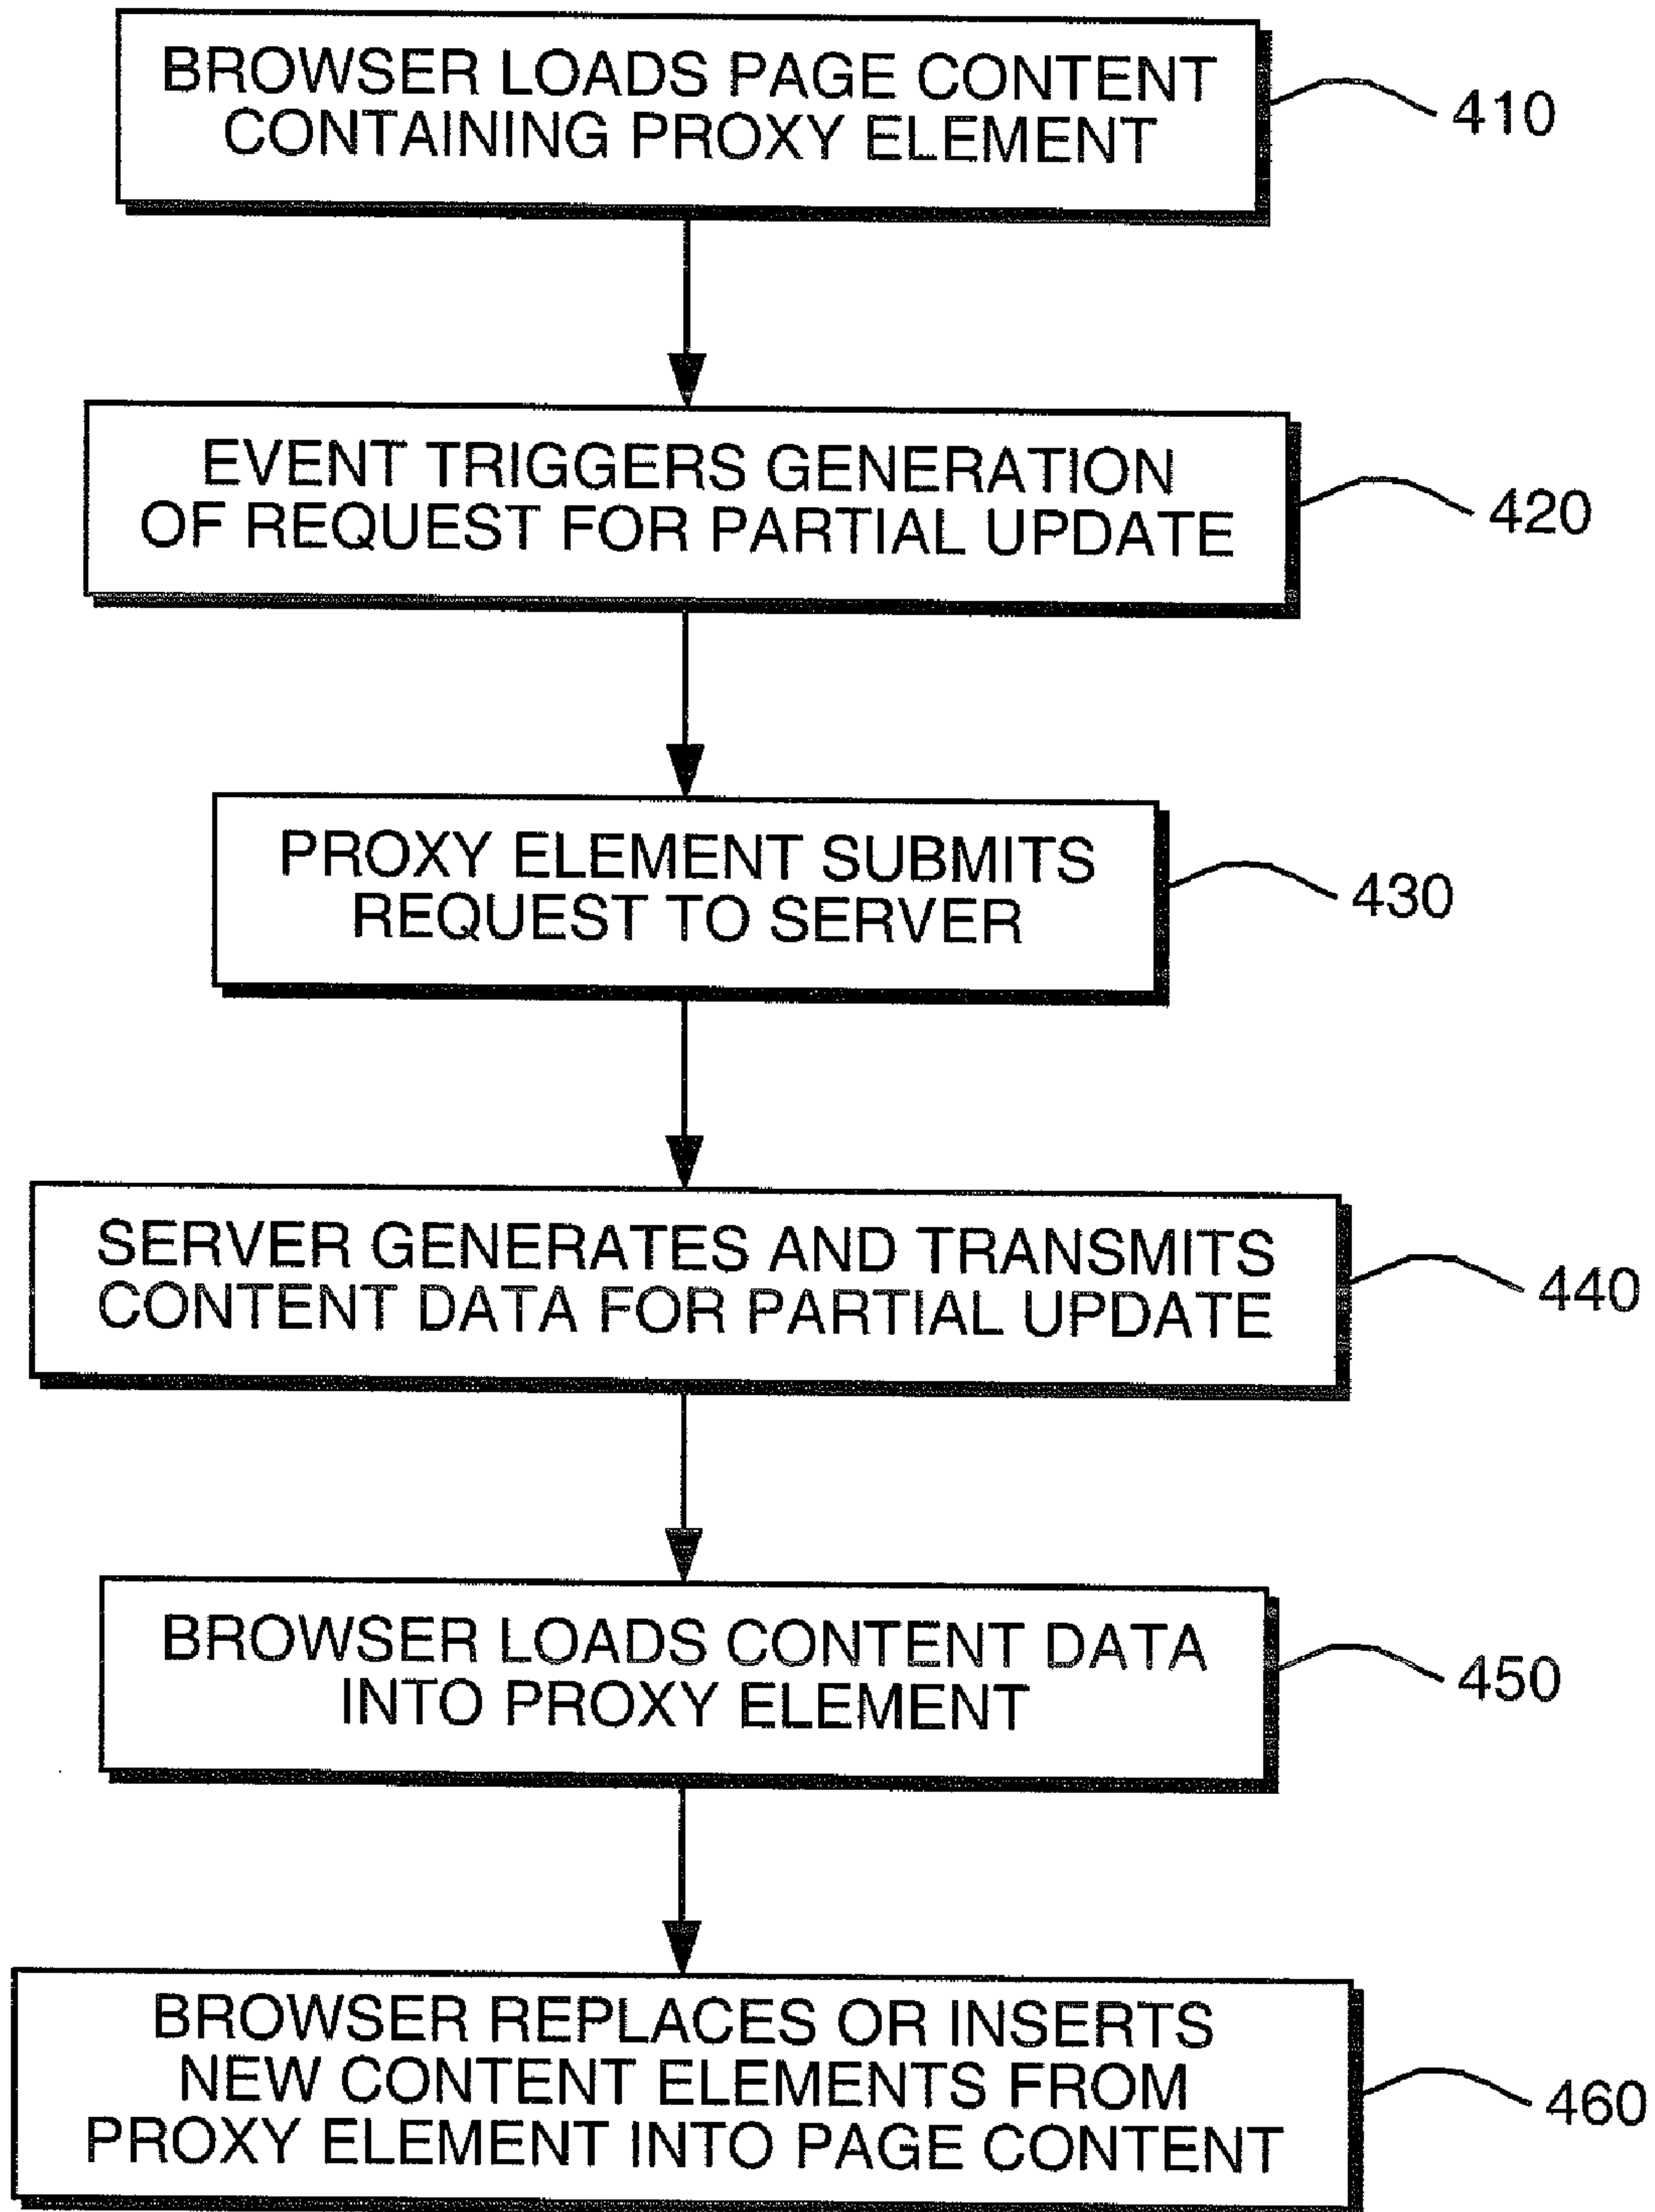 BROWSER LOADS PAGE CONTENT
CONTAINING PROXY ELEMENT
410
EVENT TRIGGERS GENERATION
OF REQUEST FOR PARTIAL UPDATE
420
PROXY ELEMENT SUBMITS
REQUEST TO SERVER
430
SERVER GENERATES AND TRANSMITS
CONTENT DATA FOR PARTIAL UPDATE
440
BROWSER LOADS CONTENT DATA
INTO PROXY ELEMENT
450
BROWSER REPLACES OR INSERTS
NEW CONTENT ELEMENTS FROM
PROXY ELEMENT INTO PAGE CONTENT
460